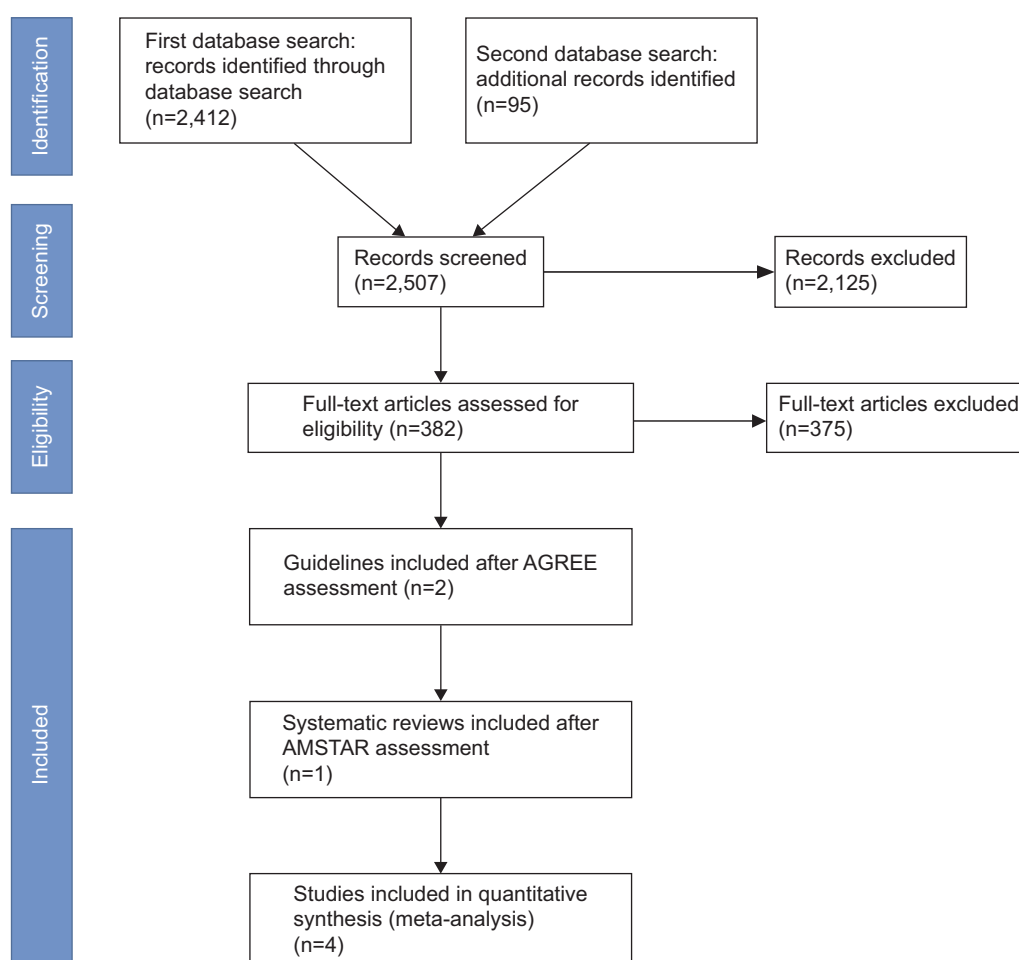 Identification
First database search:
records identified through
database search
(n=2,412)
Second database search:
additional records identified
(n=95)
Screening
Records screened
(n=2,507)
Records excluded
(n=2,125)
Eligibility
Full-text articles assessed for
eligibility (n=382)
Full-text articles excluded
(n=375)
Included
Guidelines included after AGREE
assessment (n=2)
Systematic reviews included after
AMSTAR assessment
(n=1)
Studies included in quantitative
synthesis (meta-analysis)
(n=4)